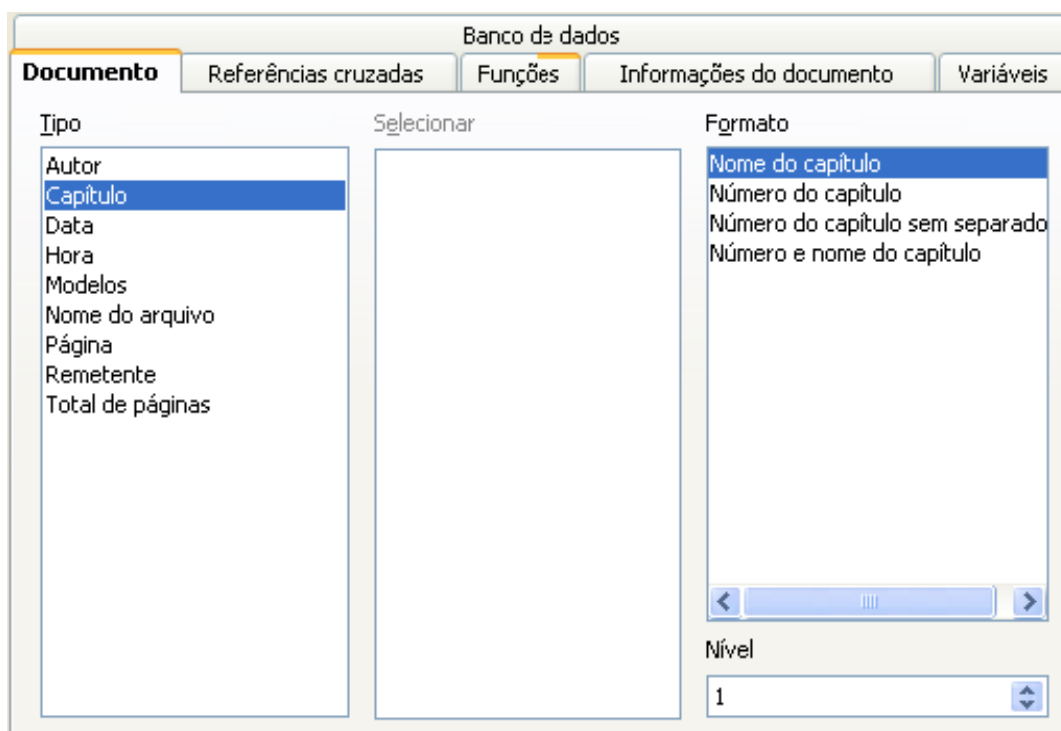 Banco de dados
Documento Referências cruzadas Funções Informações do documento Variáveis
Tipo
Autor
Capítulo
Data
Hora
Modelos
Nome do arquivo
Página
Remetente
Total de páginas
Selecionar
Formato
Nome do capítulo
Número do capítulo
Número do capítulo sem separado
Número e nome do capítulo
Nível
1